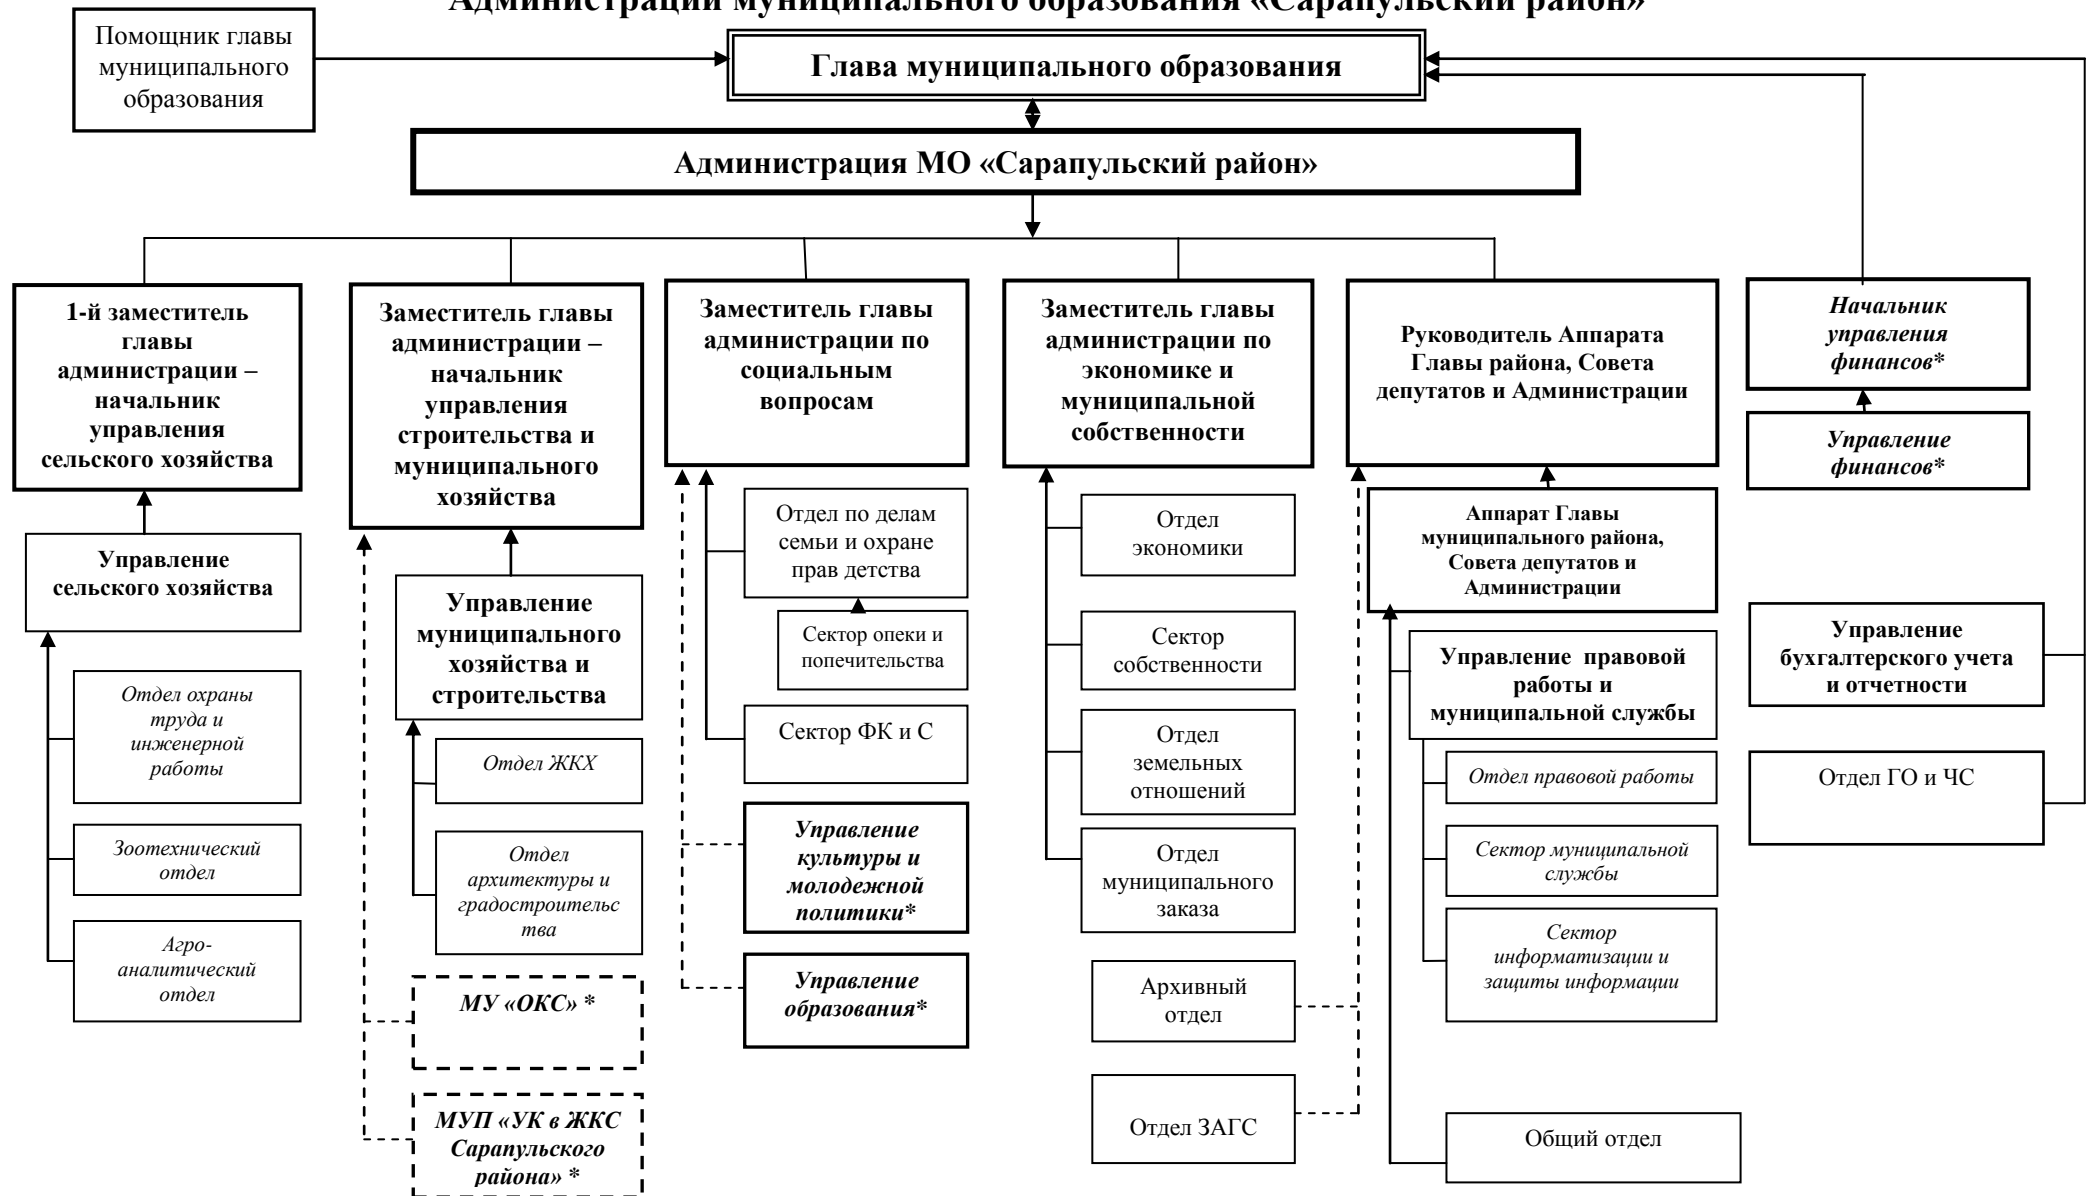 Администрации муниципального образования «Сарапульский район»
Помощник главы
муниципального
образования
Глава муниципального образования
Администрация МО «Сарапульский район»
1-й заместитель
главы
администрации –
начальник
управления
сельского хозяйства
Управление
сельского хозяйства
Отдел охраны
труда и
инженерной
работы
Зоотехнический
отдел
Агро-
аналитический
отдел
Заместитель главы
администрации –
начальник
управления
строительства и
муниципального
хозяйства
Управление
муниципального
хозяйства и
строительства
Отдел ЖКХ
Отдел
архитектуры и
градостроительс
тва
МУ «ОКС» *
МУП «УК в ЖКС
Сарапульского
района» *
Заместитель главы
администрации по
социальным
вопросам
Отдел по делам
семьи и охране
прав детства
Сектор опеки и
попечительства
Сектор ФК и С
Управление
культуры и
молодежной
политики*
Управление
образования*
Заместитель главы
администрации по
экономике и
муниципальной
собственности
Отдел
экономики
Сектор
собственности
Отдел
земельных
отношений
Отдел
муниципального
заказа
Архивный
отдел
Отдел ЗАГС
Руководитель Аппарата
Главы района, Совета
депутатов и Администрации
Аппарат Главы
муниципального района,
Совета депутатов и
Администрации
Управление правовой
работы и
муниципальной службы
Отдел правовой работы
Сектор муниципальной
службы
Сектор
информатизации и
защиты информации
Общий отдел
Начальник
управления
финансов*
Управление
финансов*
Управление
бухгалтерского учета
и отчетности
Отдел ГО и ЧС